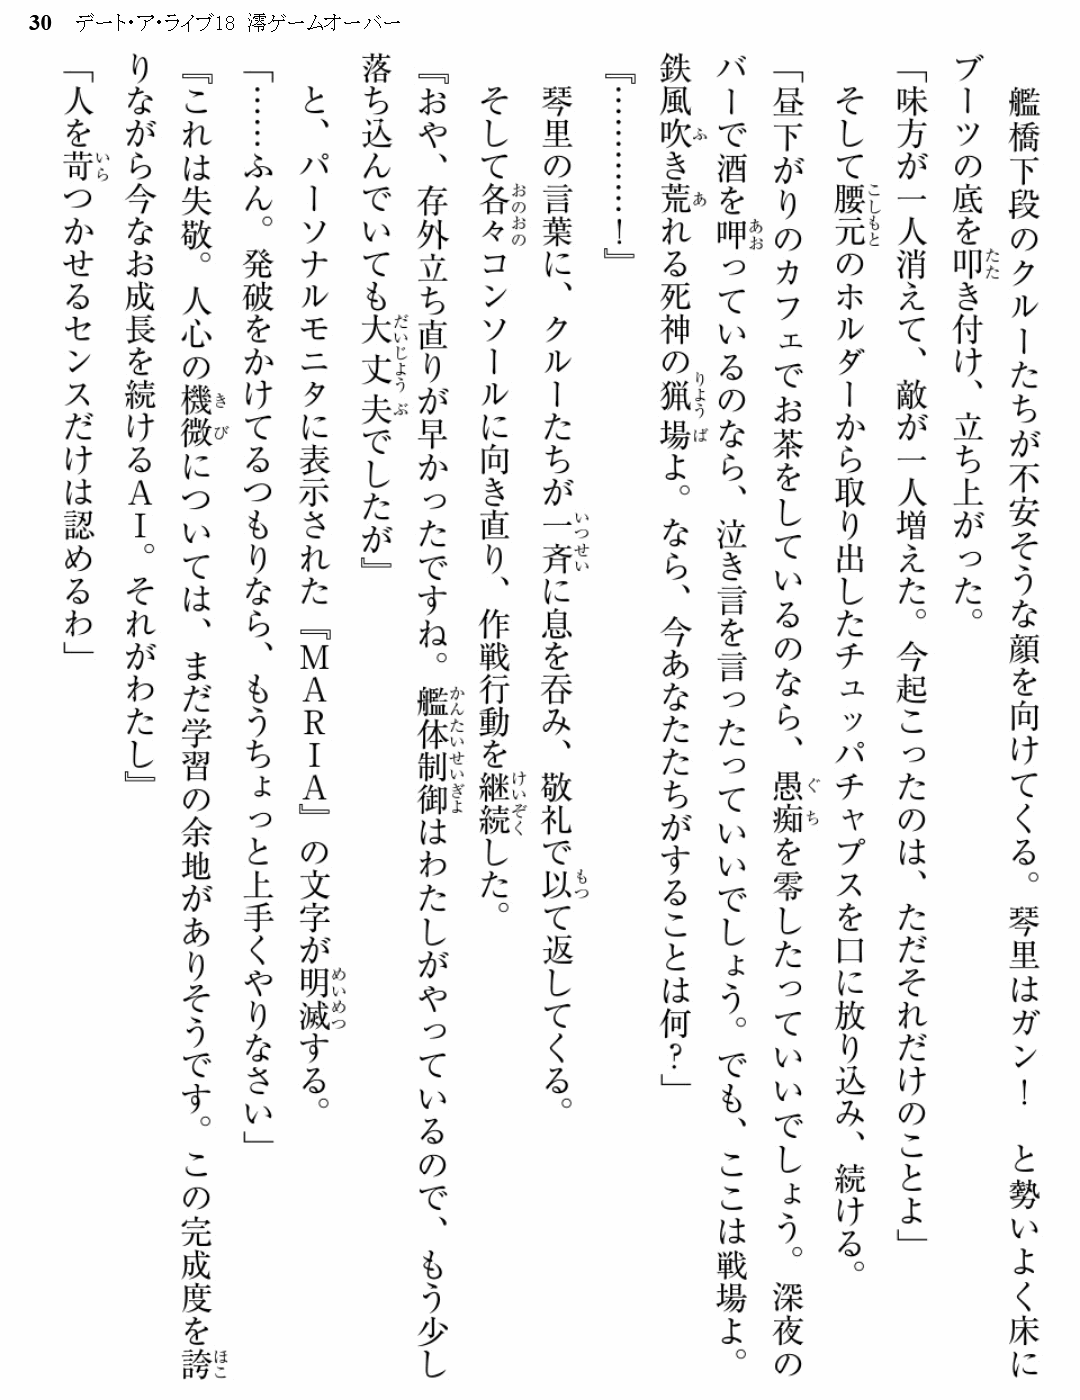 30 デート・ア・ライブ18 澪ゲームオーバー
艦橋下段のクルーたちが不安そうな顔を向けてくる。琴里はガン！　と勢いよく床に
ブーツの底を叩き付け、立ち上がった。
「味方が一人消えて、敵が一人増えた。今起こったのは、ただそれだけのことよ」
そして腰元のホルダーから取り出したチュッパチャプスを口に放り込み、続ける。
「昼下がりのカフェでお茶をしているのなら、愚痴を零したっていいでしょう。深夜の
バーで酒を呷っているのなら、泣き言を言ったっていいでしょう。でも、ここは戦場よ。
鉄風吹き荒れる死神の猟場よ。なら、今あなたたちがすることは何？」
『…………！』
琴里の言葉に、クルーたちが一斉に息を呑み、敬礼で以て返してくる。
そして各々コンソールに向き直り、作戦行動を継続した。
『おや、存外立ち直りが早かったですね。艦体制御はわたしがやっているので、もう少し
落ち込んでいても大丈夫でしたが』
と、パーソナルモニタに表示された『ＭＡＲＩＡ』の文字が明滅する。
「……ふん。発破をかけてるつもりなら、もうちょっと上手くやりなさい」
『これは失敬。人心の機微については、まだ学習の余地がありそうです。この完成度を誇
りながら今なお成長を続けるＡＩ。それがわたし』
「人を苛つかせるセンスだけは認めるわ」